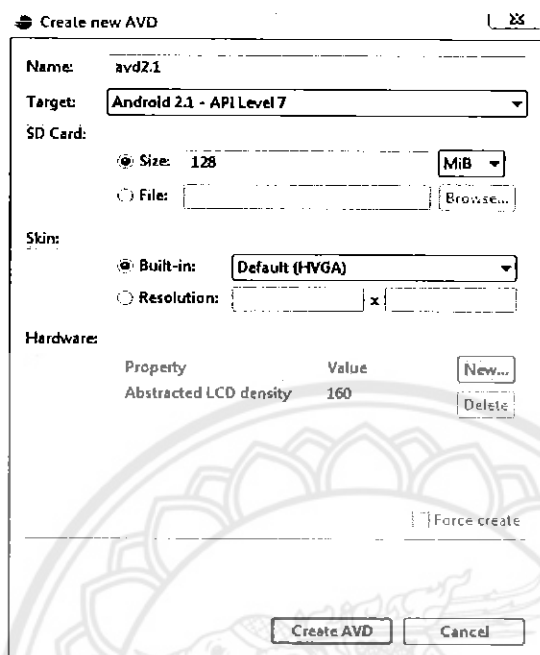 Create new AVD
Name: avd2.1
Target: Android 2.1 - API Level 7
SD Card:
Size: 128 MiB
File: Browse...
Skin:
Built-in: Default (HVGA)
Resolution: x
Hardware:
Property Value New...
Abstracted LCD density 160 Delete
Force create
Create AVD Cancel